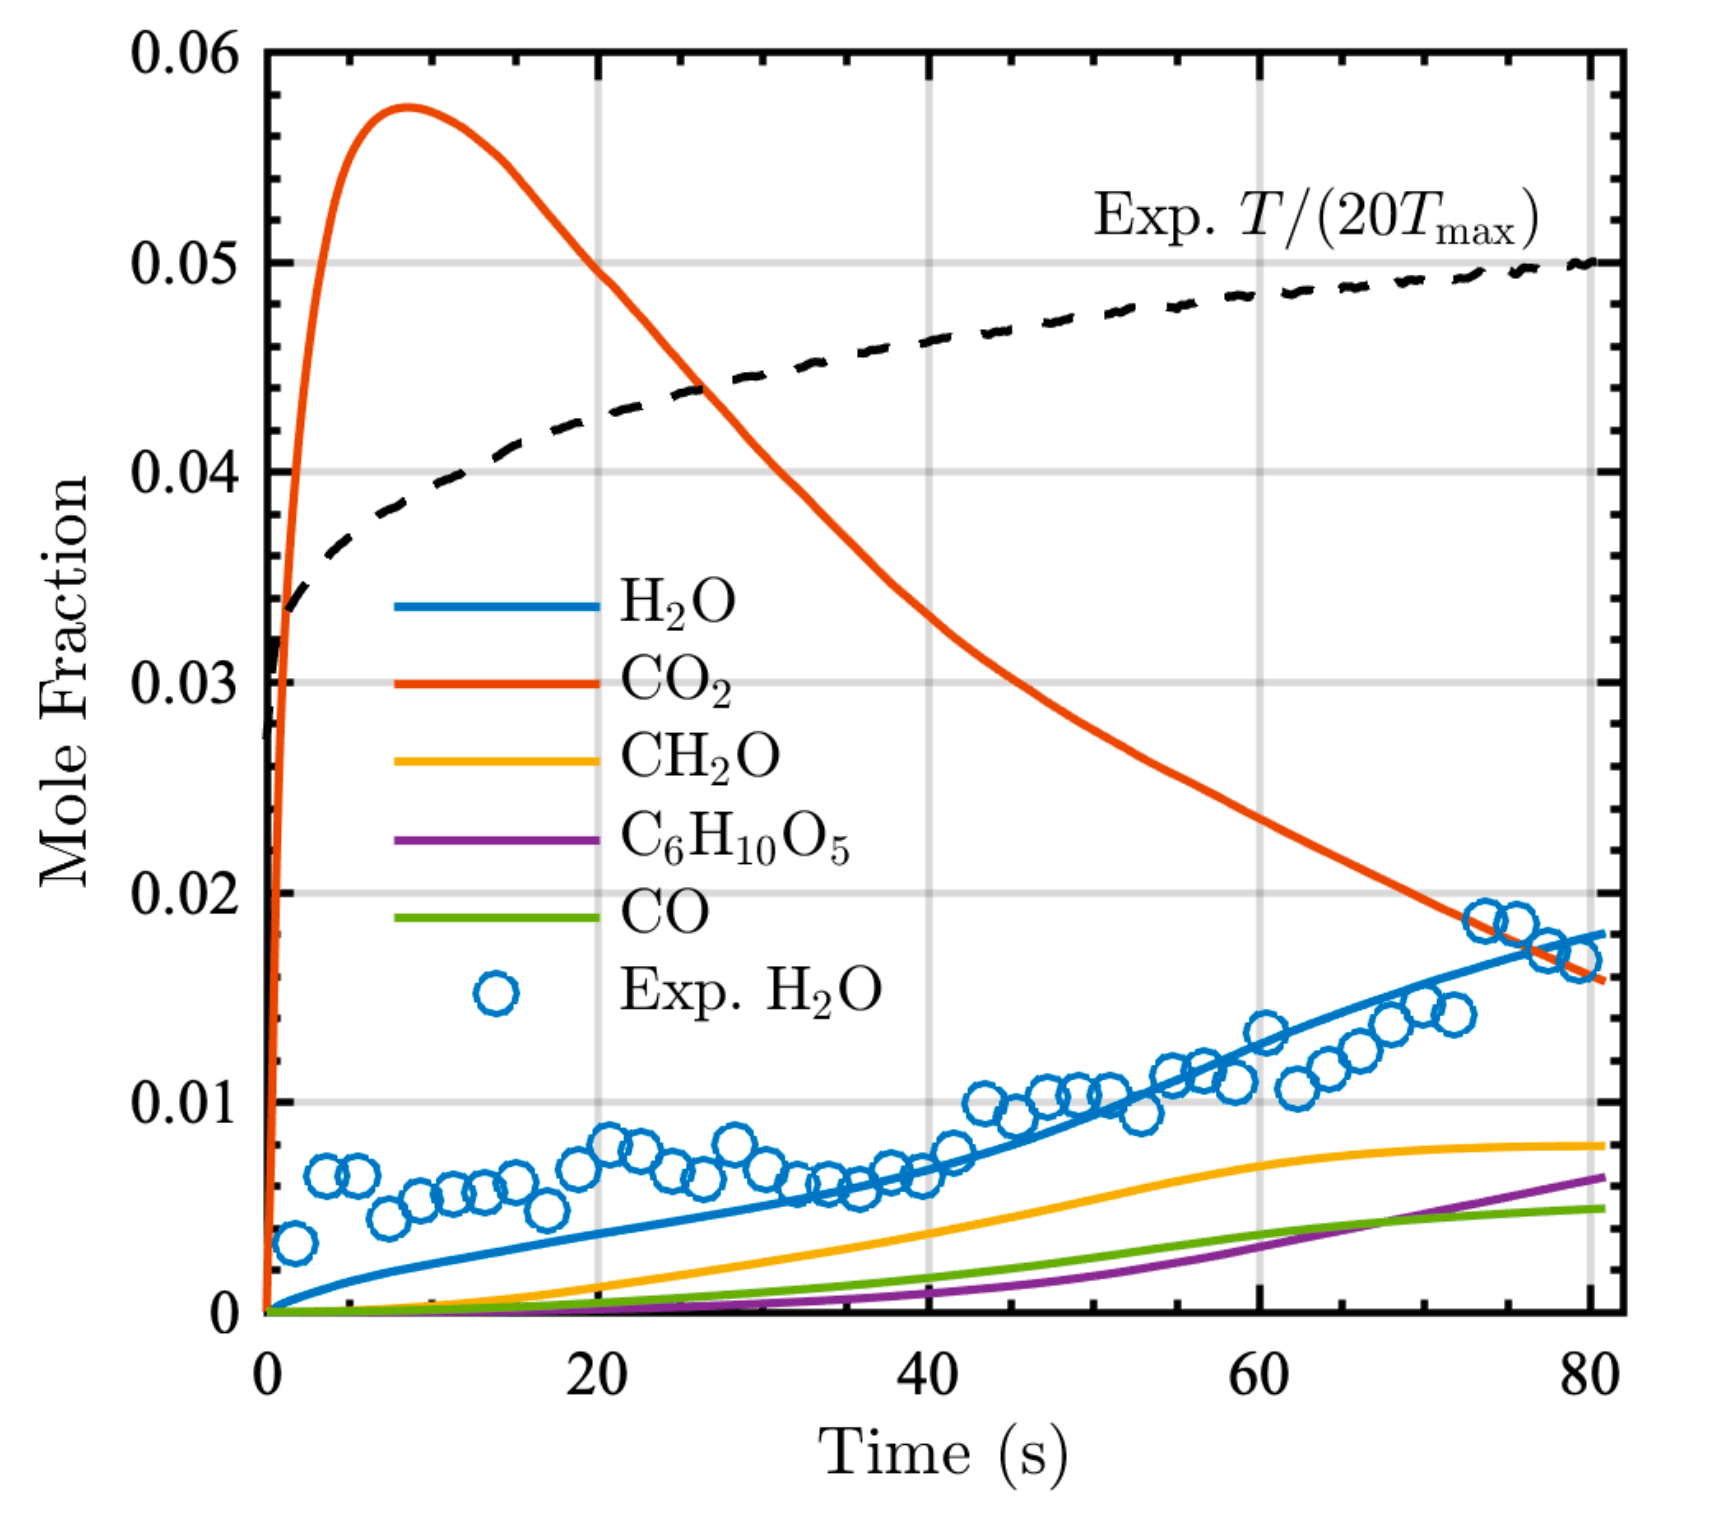 0.06
0.05
0.04
0.03
0.02
0.01
0
Mole Fraction
Exp. T/(20T_max)
H₂O
CO₂
CH₂O
C₆H₁₀O₅
CO
Exp. H₂O
0 20 40 60 80
Time (s)